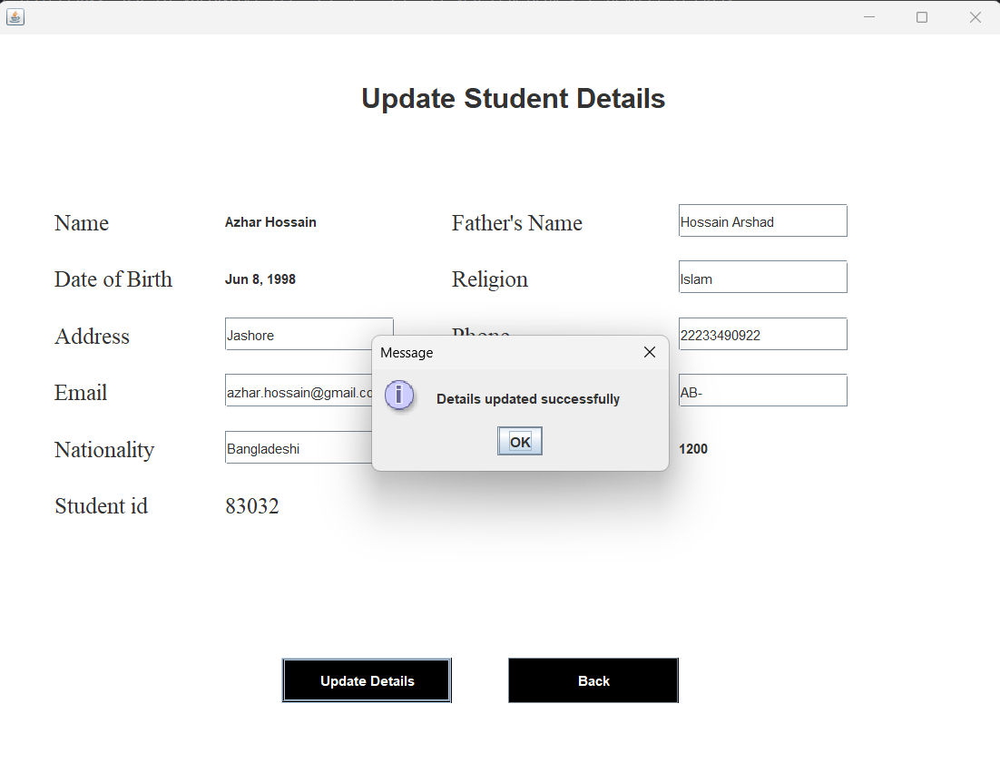 Update Student Details
Name Azhar Hossain Father's Name Hossain Arshad
Date of Birth Jun 8, 1998 Religion Islam
Address Jashore Phone 22233490922
Message
Email azhar.hossain@gmail.co AB-
Details updated successfully
Nationality Bangladeshi 1200
OK
Student id 83032
Update Details Back